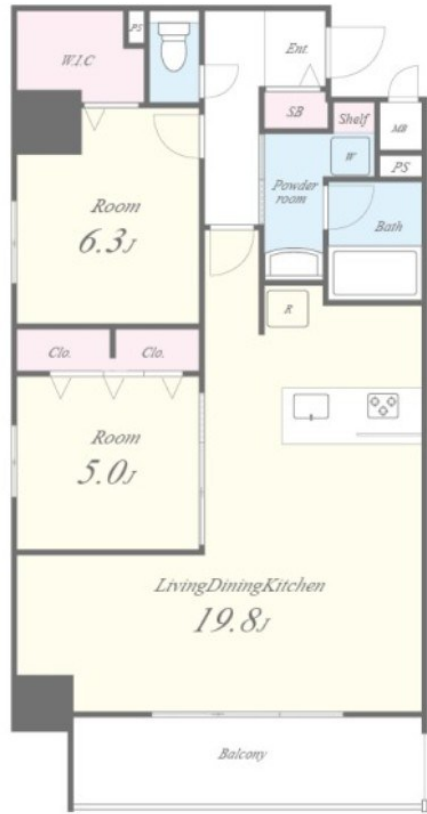 PS
W.I.C
Ent.
SB
Shelf
MB
W
PS
Powder
room
Bath
Room
6.3J
R
Clo.
Clo.
Room
5.0J
LivingDiningKitchen
19.8J
Balcony